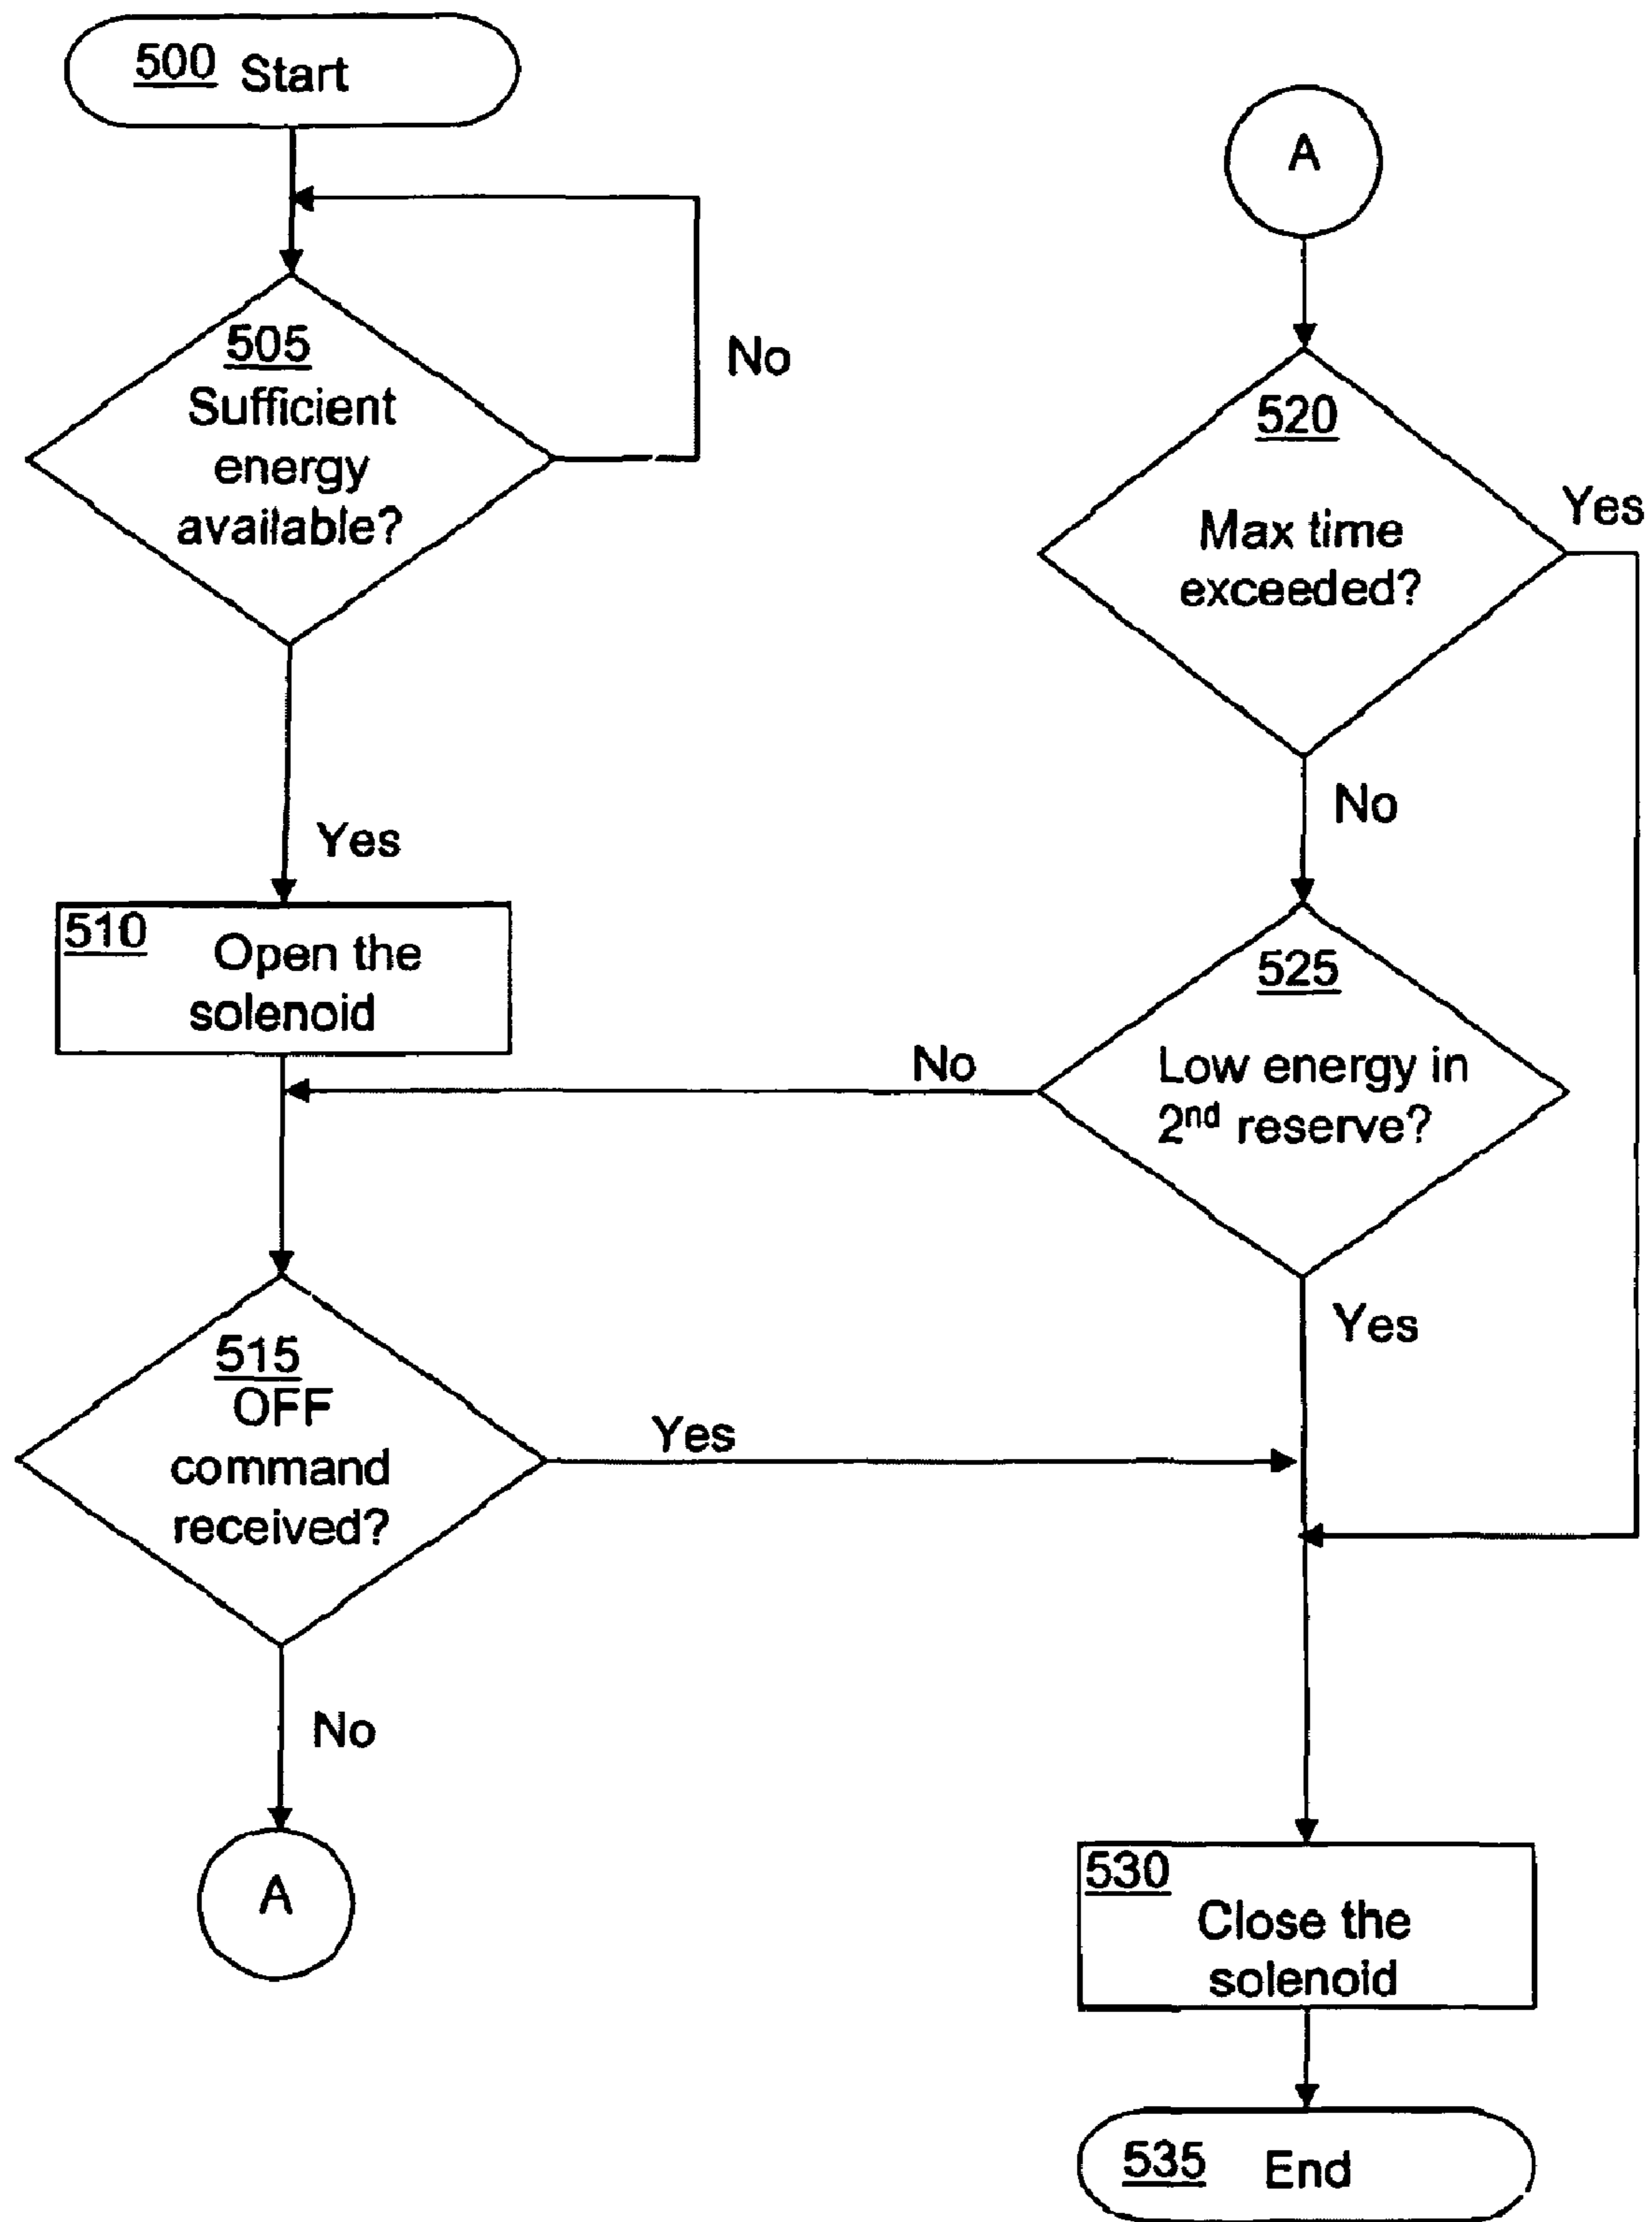 500 Start
505
Sufficient
energy
available?
No
Yes
510
Open the
solenoid
515
OFF
command
received?
Yes
No
A
A
520
Max time
exceeded?
Yes
No
525
Low energy in
2nd reserve?
No
Yes
530
Close the
solenoid
535 End